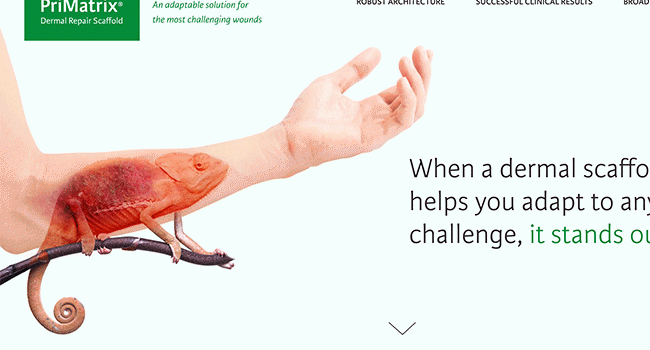 PriMatrix®
Dermal Repair Scaffold
An adaptable solution for
the most challenging wounds
ROBUST ARCHITECTURE
SUCCESSFUL CLINICAL RESULTS
BROAD
When a dermal scaffo
helps you adapt to any
challenge, it stands ou